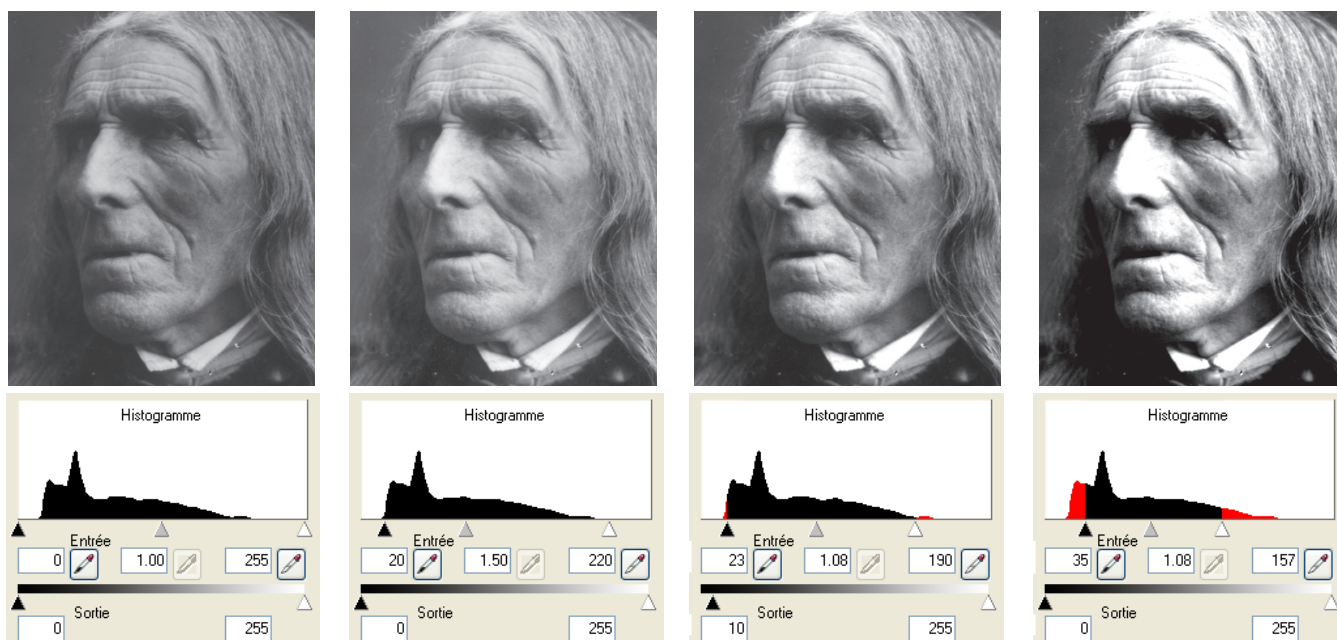 Histogramme
Entrée
0 1.00 255
Sortie
0 255
Histogramme
Entrée
20 1.50 220
Sortie
0 255
Histogramme
Entrée
23 1.08 190
Sortie
10 255
Histogramme
Entrée
35 1.08 157
Sortie
0 255